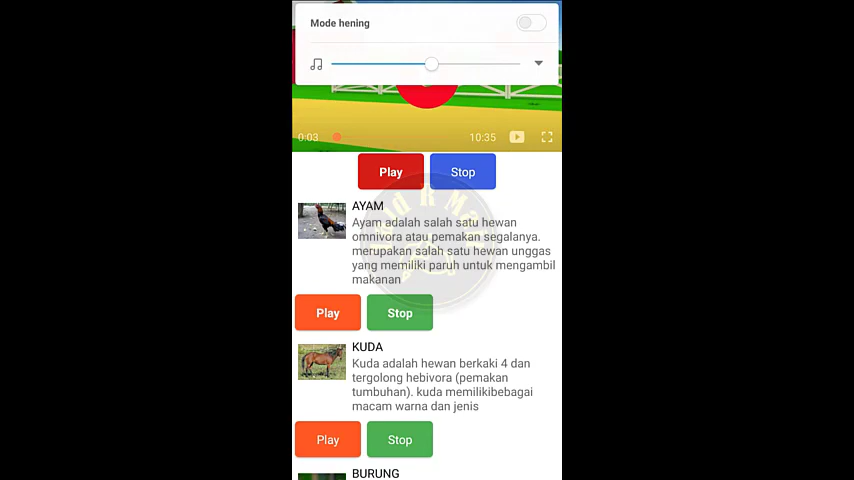 Mode hening
0:03
10:35
Play
Stop
AYAM
Ayam adalah salah satu hewan
omnivora atau pemakan segalanya.
merupakan salah satu hewan unggas
yang memiliki paruh untuk mengambil
makanan
Play
Stop
KUDA
Kuda adalah hewan berkaki 4 dan
tergolong hebivora (pemakan
tumbuhan). kuda memilikibebagai
macam warna dan jenis
Play
Stop
BURUNG